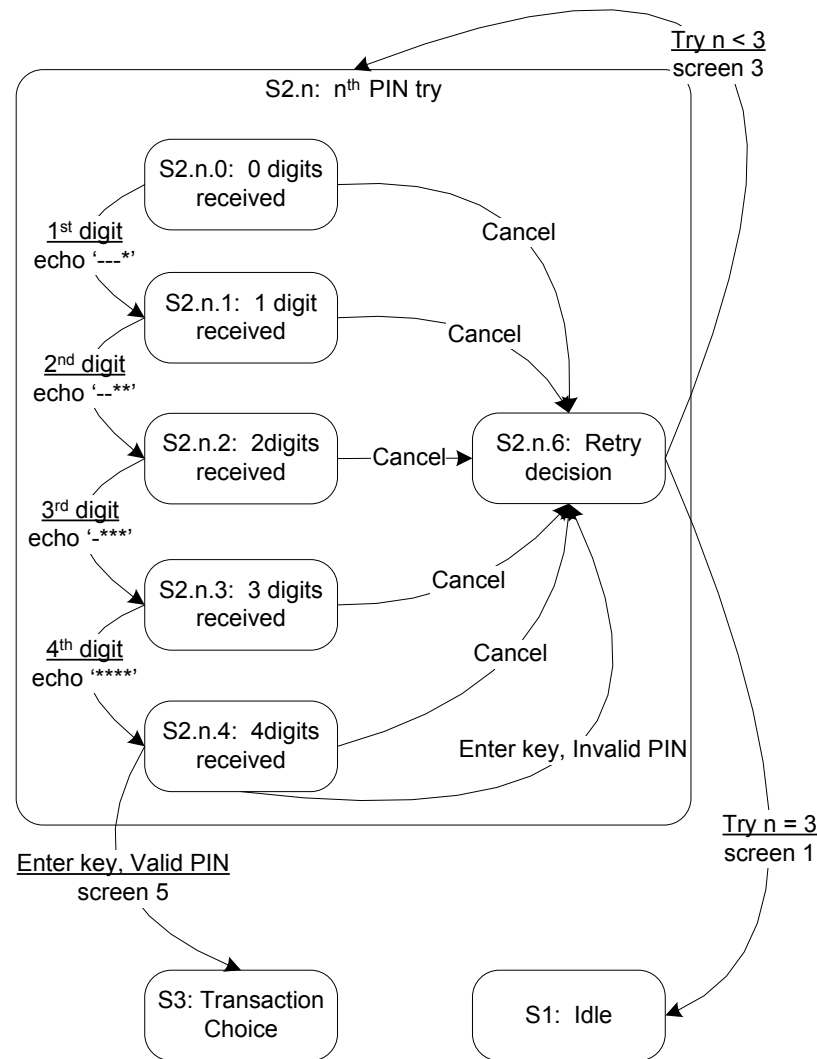 Try n < 3
screen 3
S2.n: nth PIN try
S2.n.0: 0 digits
received
1st digit
echo ‘---*’
Cancel
S2.n.1: 1 digit
received
Cancel
2nd digit
echo ‘--**’
S2.n.2: 2digits
received
Cancel
S2.n.6: Retry
decision
3rd digit
echo ‘-***’
S2.n.3: 3 digits
received
Cancel
4th digit
echo ‘****’
Cancel
S2.n.4: 4digits
received
Enter key, Invalid PIN
Try n = 3
screen 1
Enter key, Valid PIN
screen 5
S3: Transaction
Choice
S1: Idle